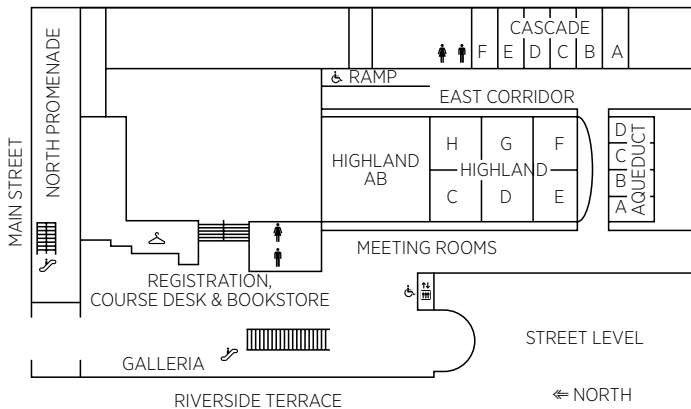 CASCADE
F E D C B A
RAMP
EAST CORRIDOR
MAIN STREET
NORTH PROMENADE
HIGHLAND
AB
H G F
HIGHLAND
C D E
D
C
B
A
AQUEDUCT
MEETING ROOMS
REGISTRATION,
COURSE DESK & BOOKSTORE
GALLERIA
STREET LEVEL
RIVERSIDE TERRACE
NORTH